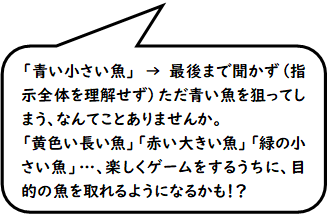 「青い小さい魚」 → 最後まで聞かず（指
示全体を理解せず）ただ青い魚を狙ってし
まう、なんてことありませんか。
「黄色い長い魚」「赤い大きい魚」「緑の小
さい魚」…、楽しくゲームをするうちに、目
的の魚を取れるようになるかも！？